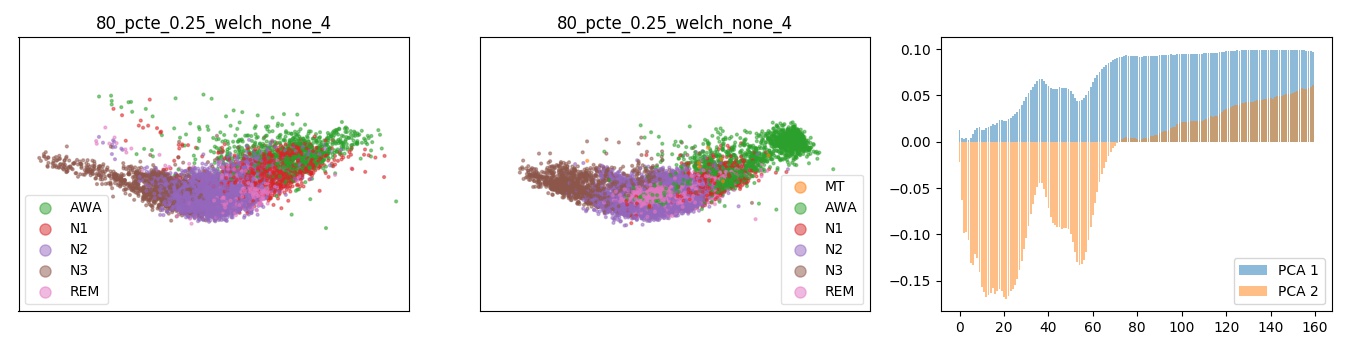 80_pcte_0.25_welch_none_4
AWA
N1
N2
N3
REM
80_pcte_0.25_welch_none_4
MT
AWA
N1
N2
N3
REM
0.10
0.05
0.00
−0.05
−0.10
−0.15
PCA 1
PCA 2
0 20 40 60 80 100 120 140 160